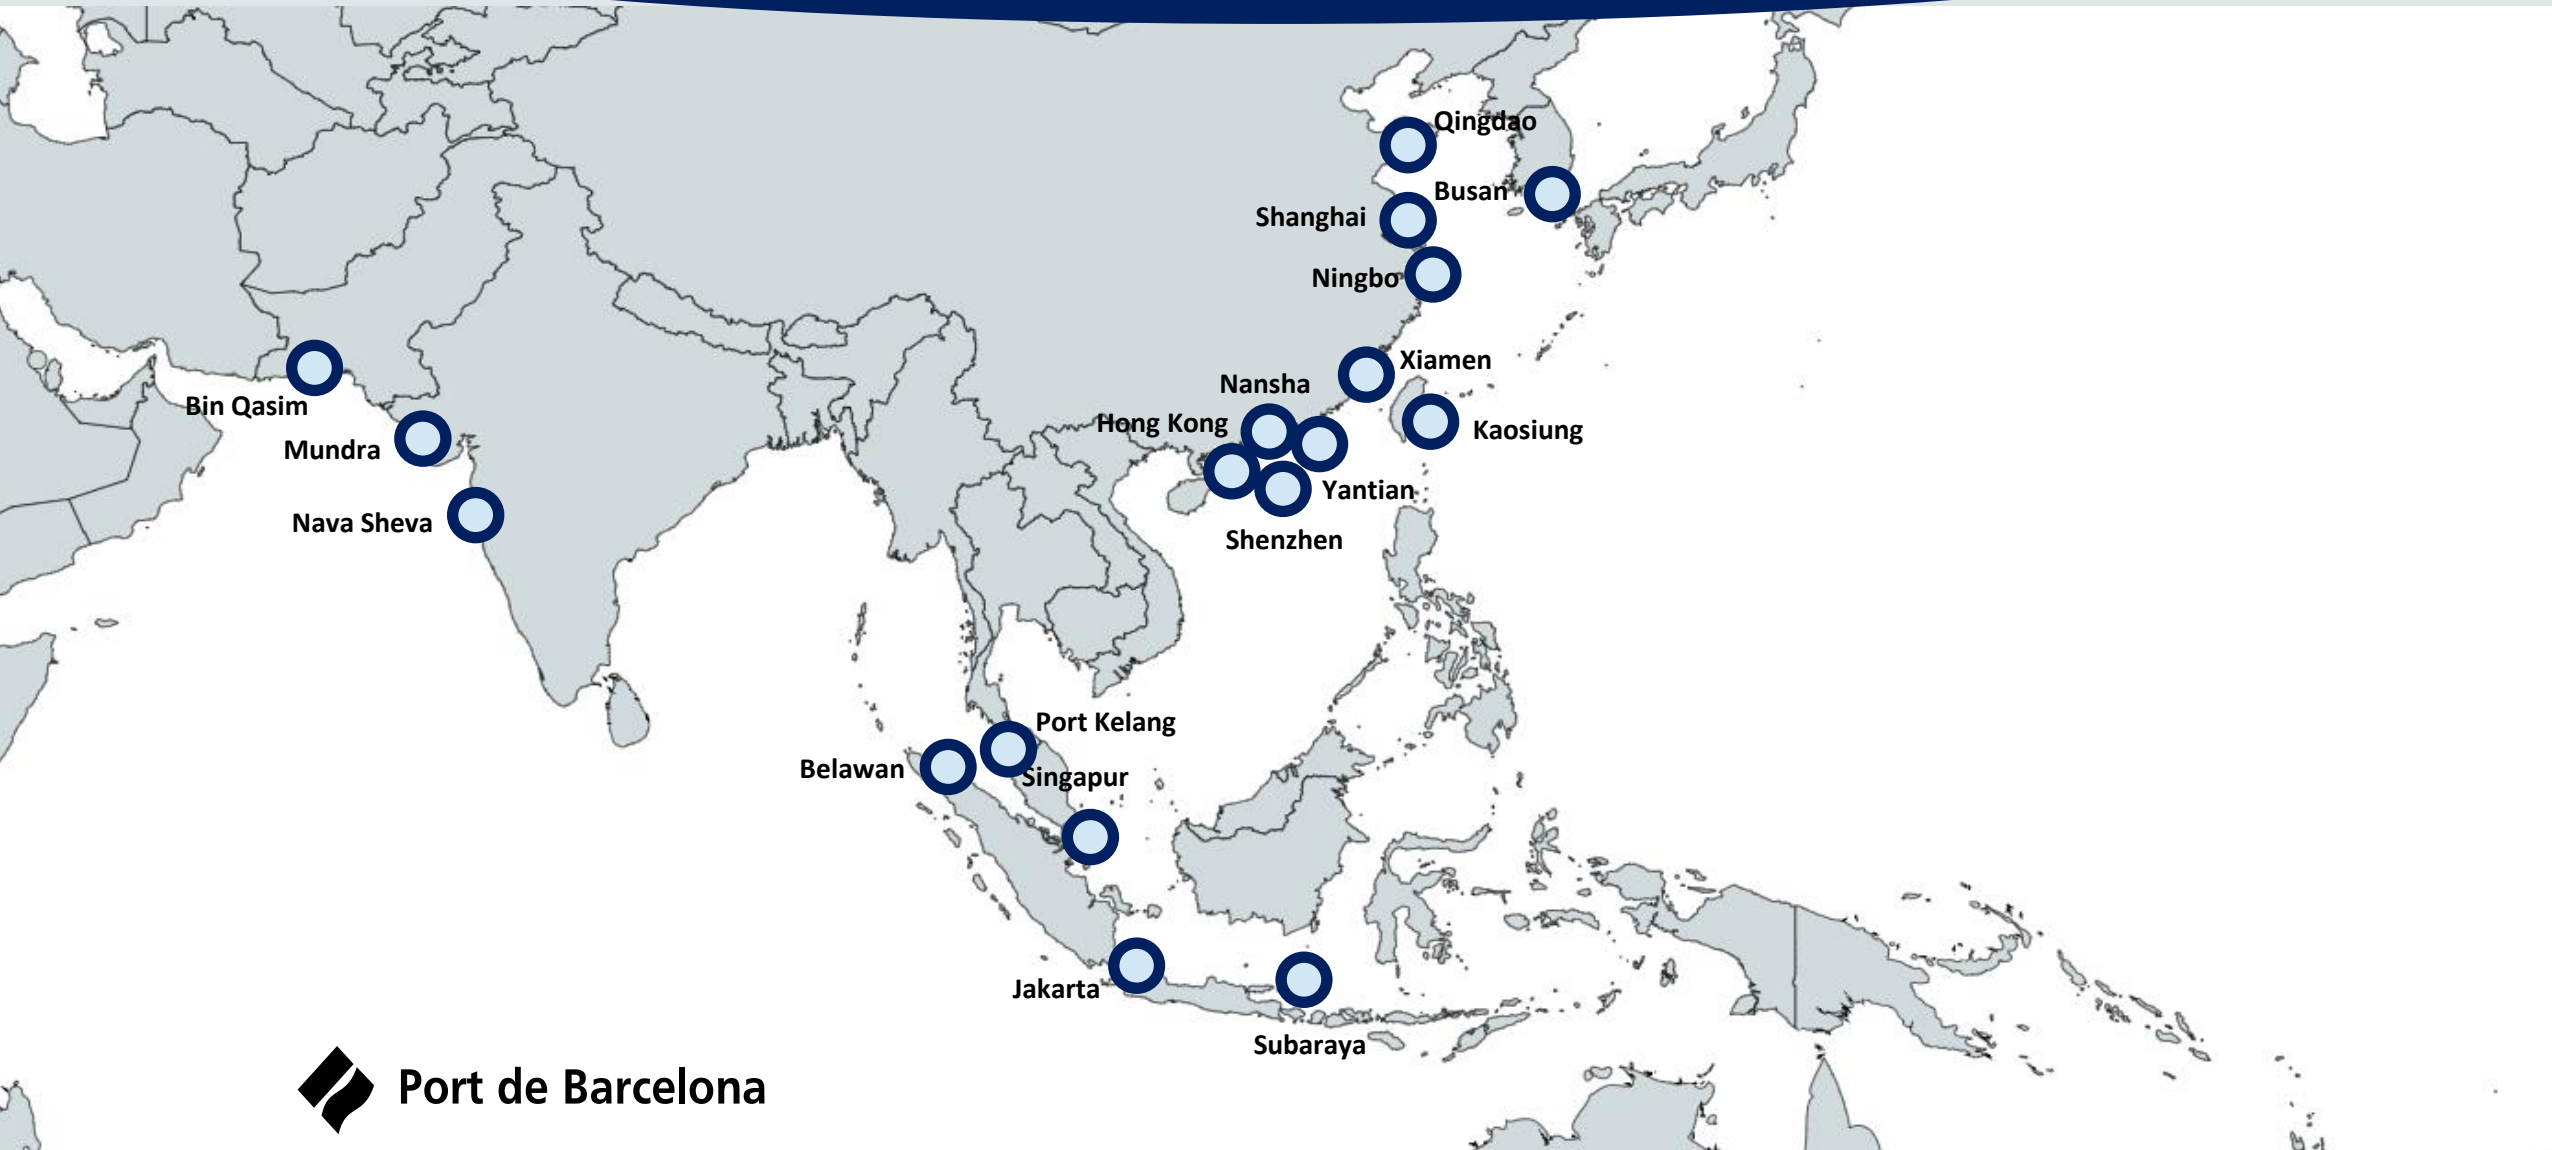 Qingdao
Busan
Shanghai
Ningbo
Xiamen
Nansha
Bin Qasim
Hong Kong
Kaosiung
Mundra
Yantian
Nava Sheva
Shenzhen
Port Kelang
Belawan
Singapur
Jakarta
Subaraya
Port de Barcelona